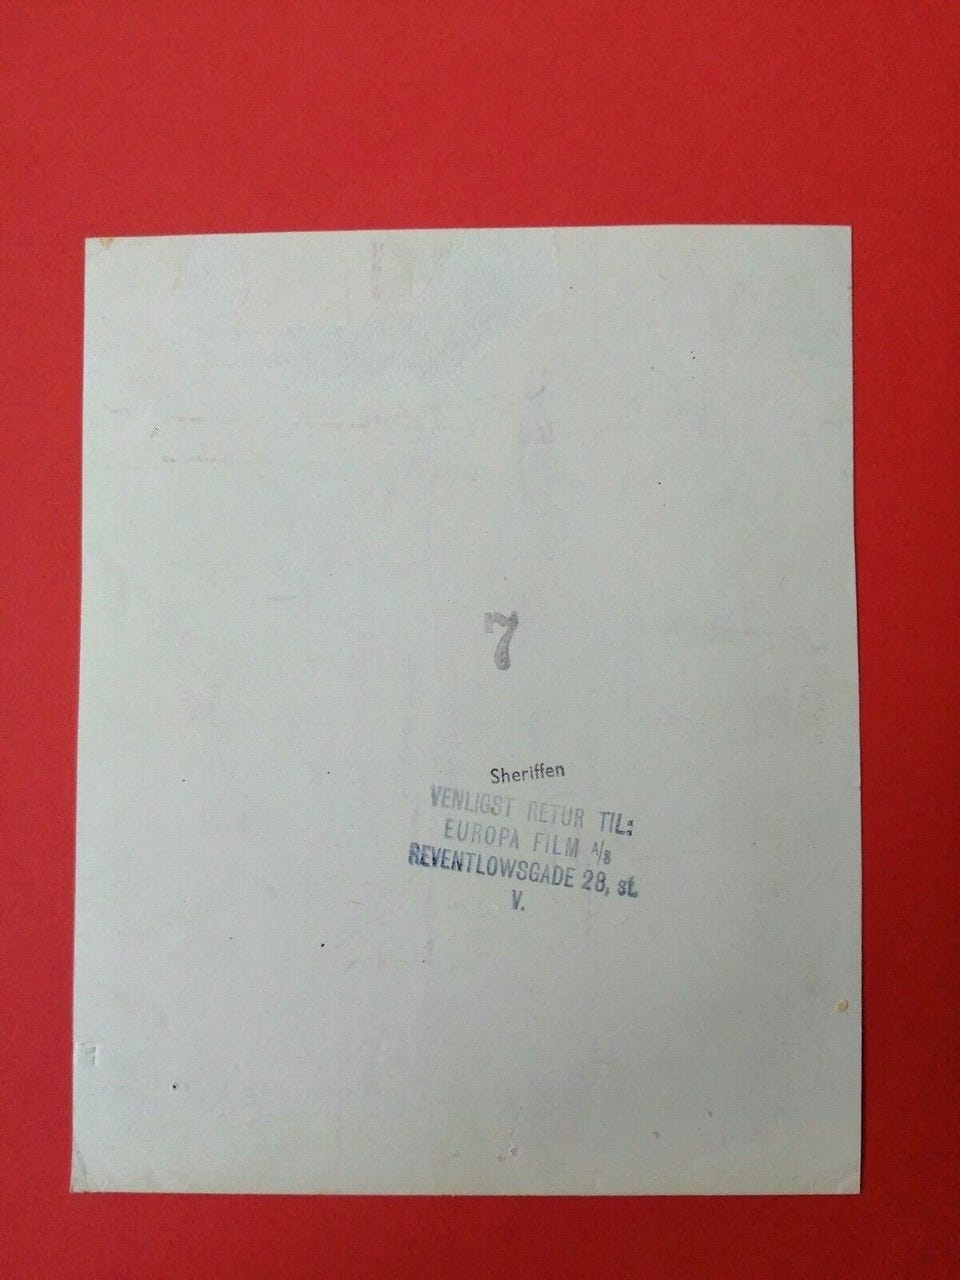 7
Sheriffen
VENLIGST RETUR TIL:
EUROPA FILM A/S
REVENTLOWSGADE 28, st.
V.